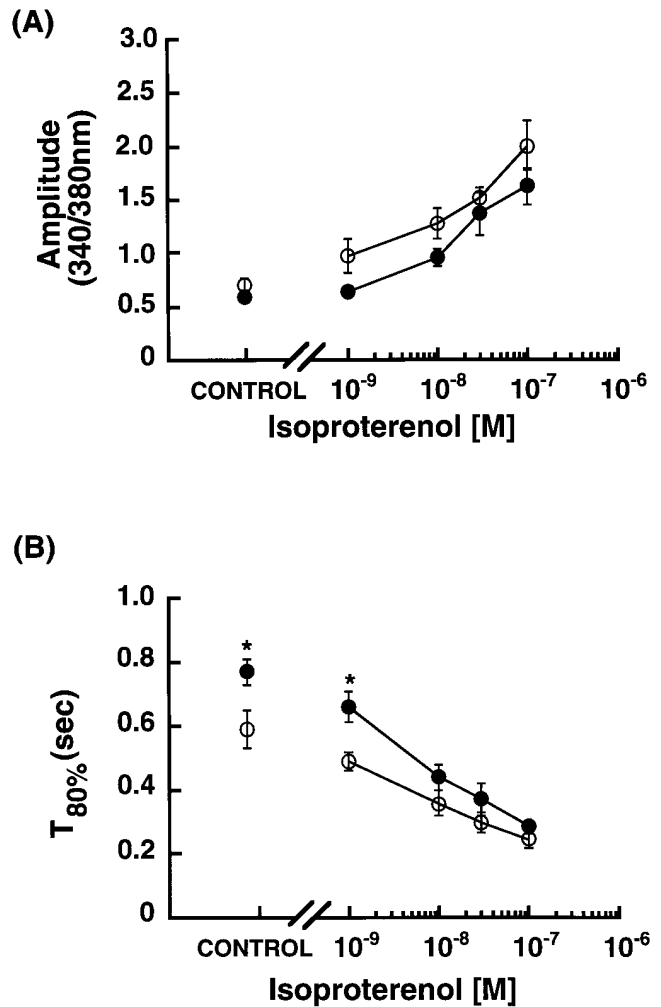 (A)
3.0
2.5
2.0
1.5
1.0
0.5
0
Amplitude
(340/380nm)
CONTROL 10-9 10-8 10-7 10-6
Isoproterenol [M]
(B)
1.0
0.8
0.6
0.4
0.2
0
T80% (sec)
* *
CONTROL 10-9 10-8 10-7 10-6
Isoproterenol [M]